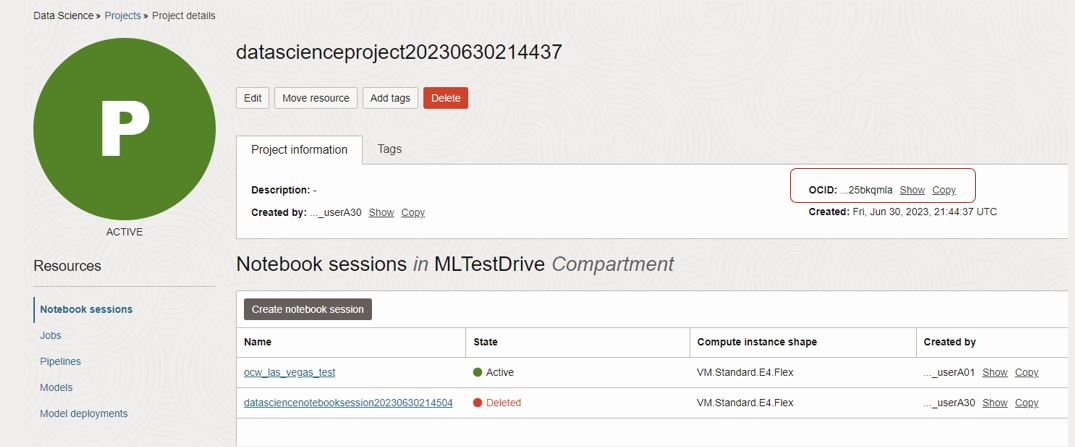 Data Science » Projects » Project details
P
ACTIVE
datascienceproject20230630214437
Edit Move resource Add tags Delete
Project information Tags
Description: - OCID: ...25bkqmla Show Copy
Created by: ..._userA30 Show Copy Created: Fri, Jun 30, 2023, 21:44:37 UTC
Resources
Notebook sessions
Jobs
Pipelines
Models
Model deployments
Notebook sessions in MLTestDrive Compartment
Create notebook session
Name State Compute instance shape Created by
ocw_las_vegas_test Active VM.Standard.E4.Flex ..._userA01 Show Copy
datasciencenotebooksession20230630214504 Deleted VM.Standard.E4.Flex ..._userA30 Show Copy